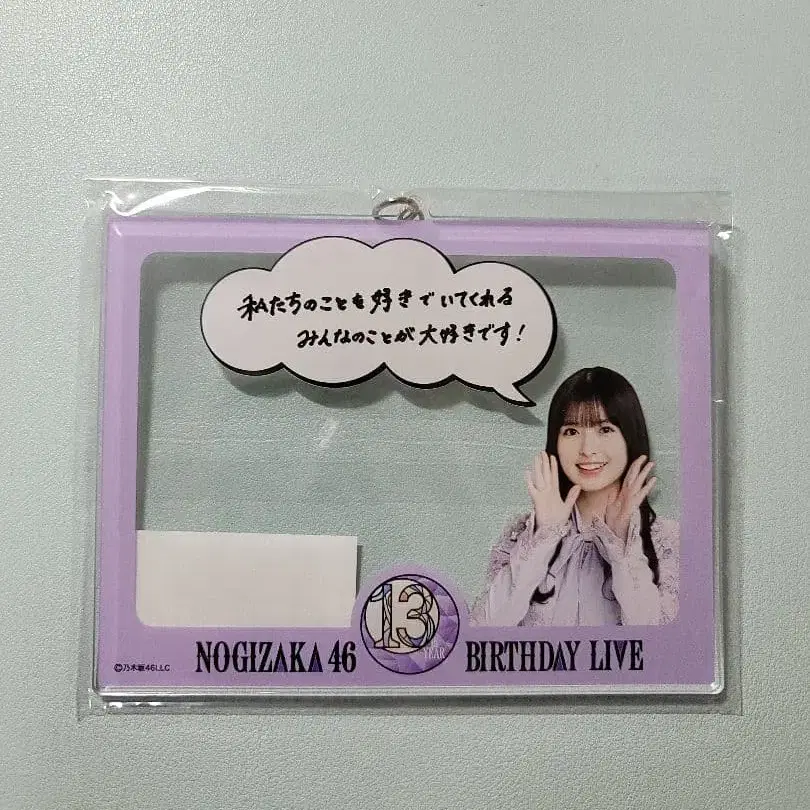 私たちのことを好きでいてくれる
みんなのことが大好きです!
13
YEAR
NOGIZAKA 46 BIRTHDAY LIVE
©乃木坂46LLC